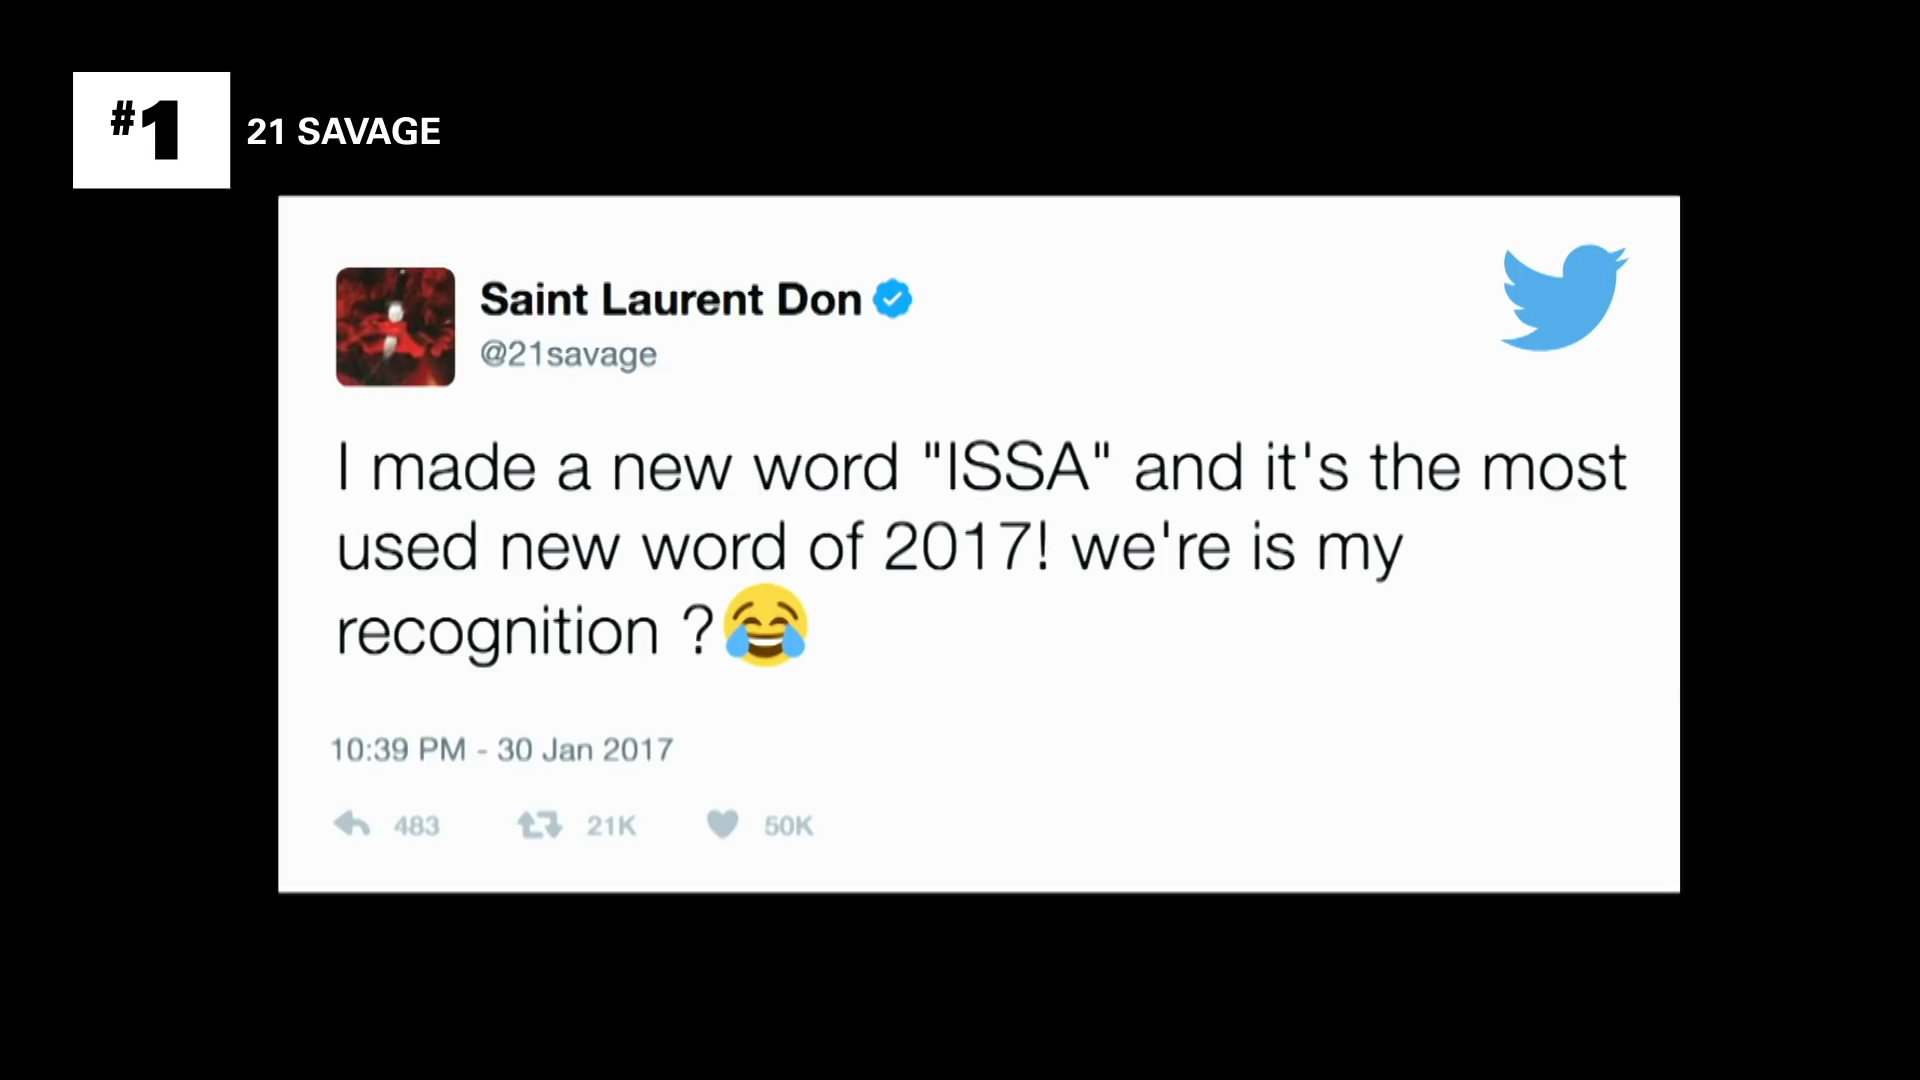 #1 21 SAVAGE
Saint Laurent Don
@21savage
I made a new word "ISSA" and it's the most
used new word of 2017! we're is my
recognition ?😂
10:39 PM - 30 Jan 2017
483 21K 50K